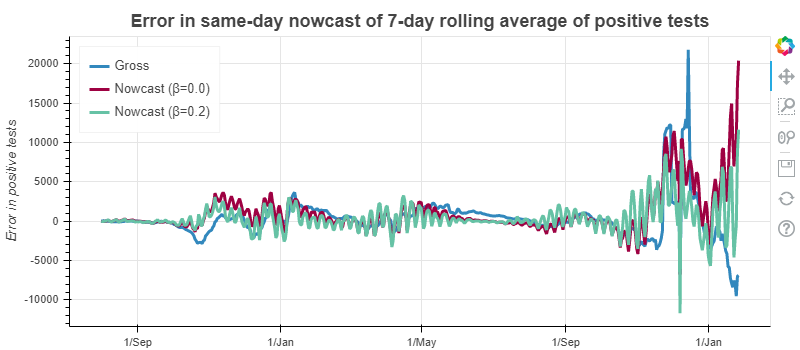 Error in same-day nowcast of 7-day rolling average of positive tests
Gross
Nowcast (β=0.0)
Nowcast (β=0.2)
Error in positive tests
20000
15000
10000
5000
0
-5000
-10000
1/Sep
1/Jan
1/May
1/Sep
1/Jan